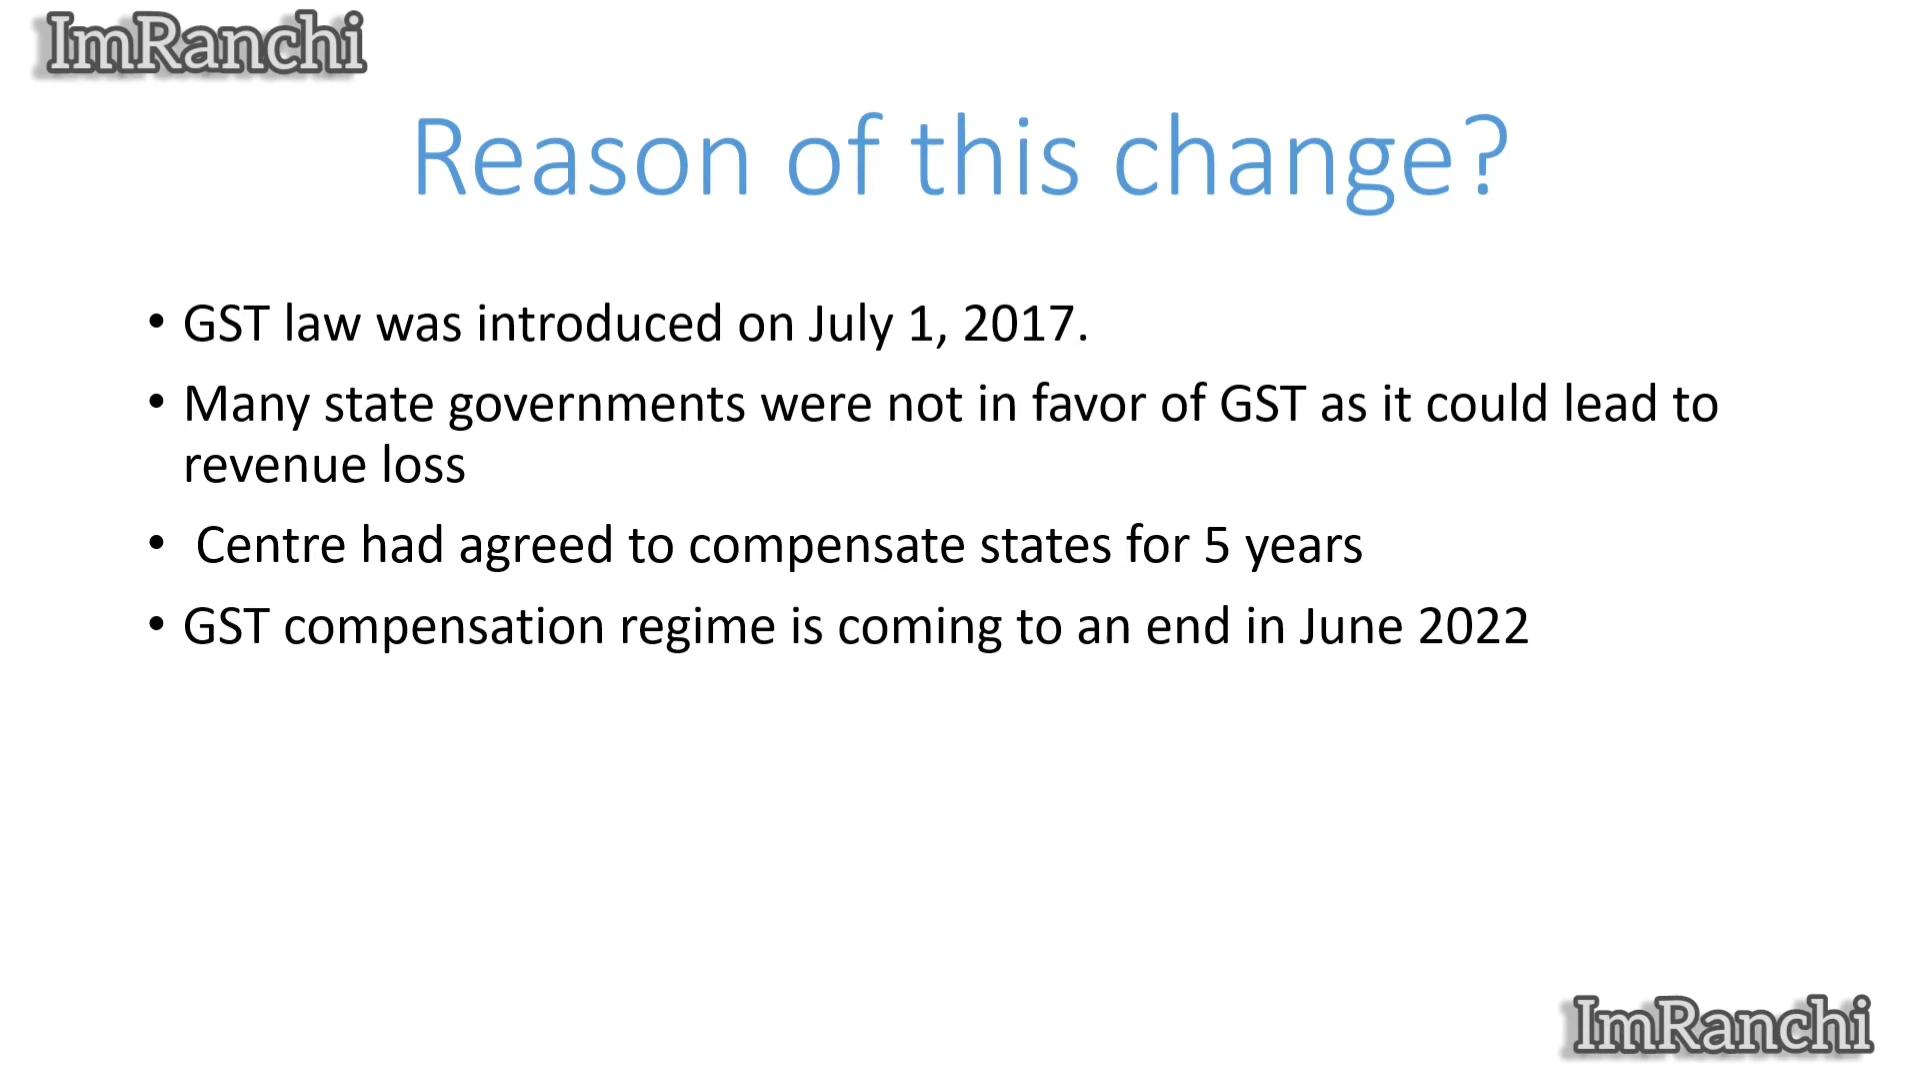 ImRanchi
Reason of this change?
• GST law was introduced on July 1, 2017.
• Many state governments were not in favor of GST as it could lead to
revenue loss
• Centre had agreed to compensate states for 5 years
• GST compensation regime is coming to an end in June 2022
ImRanchi